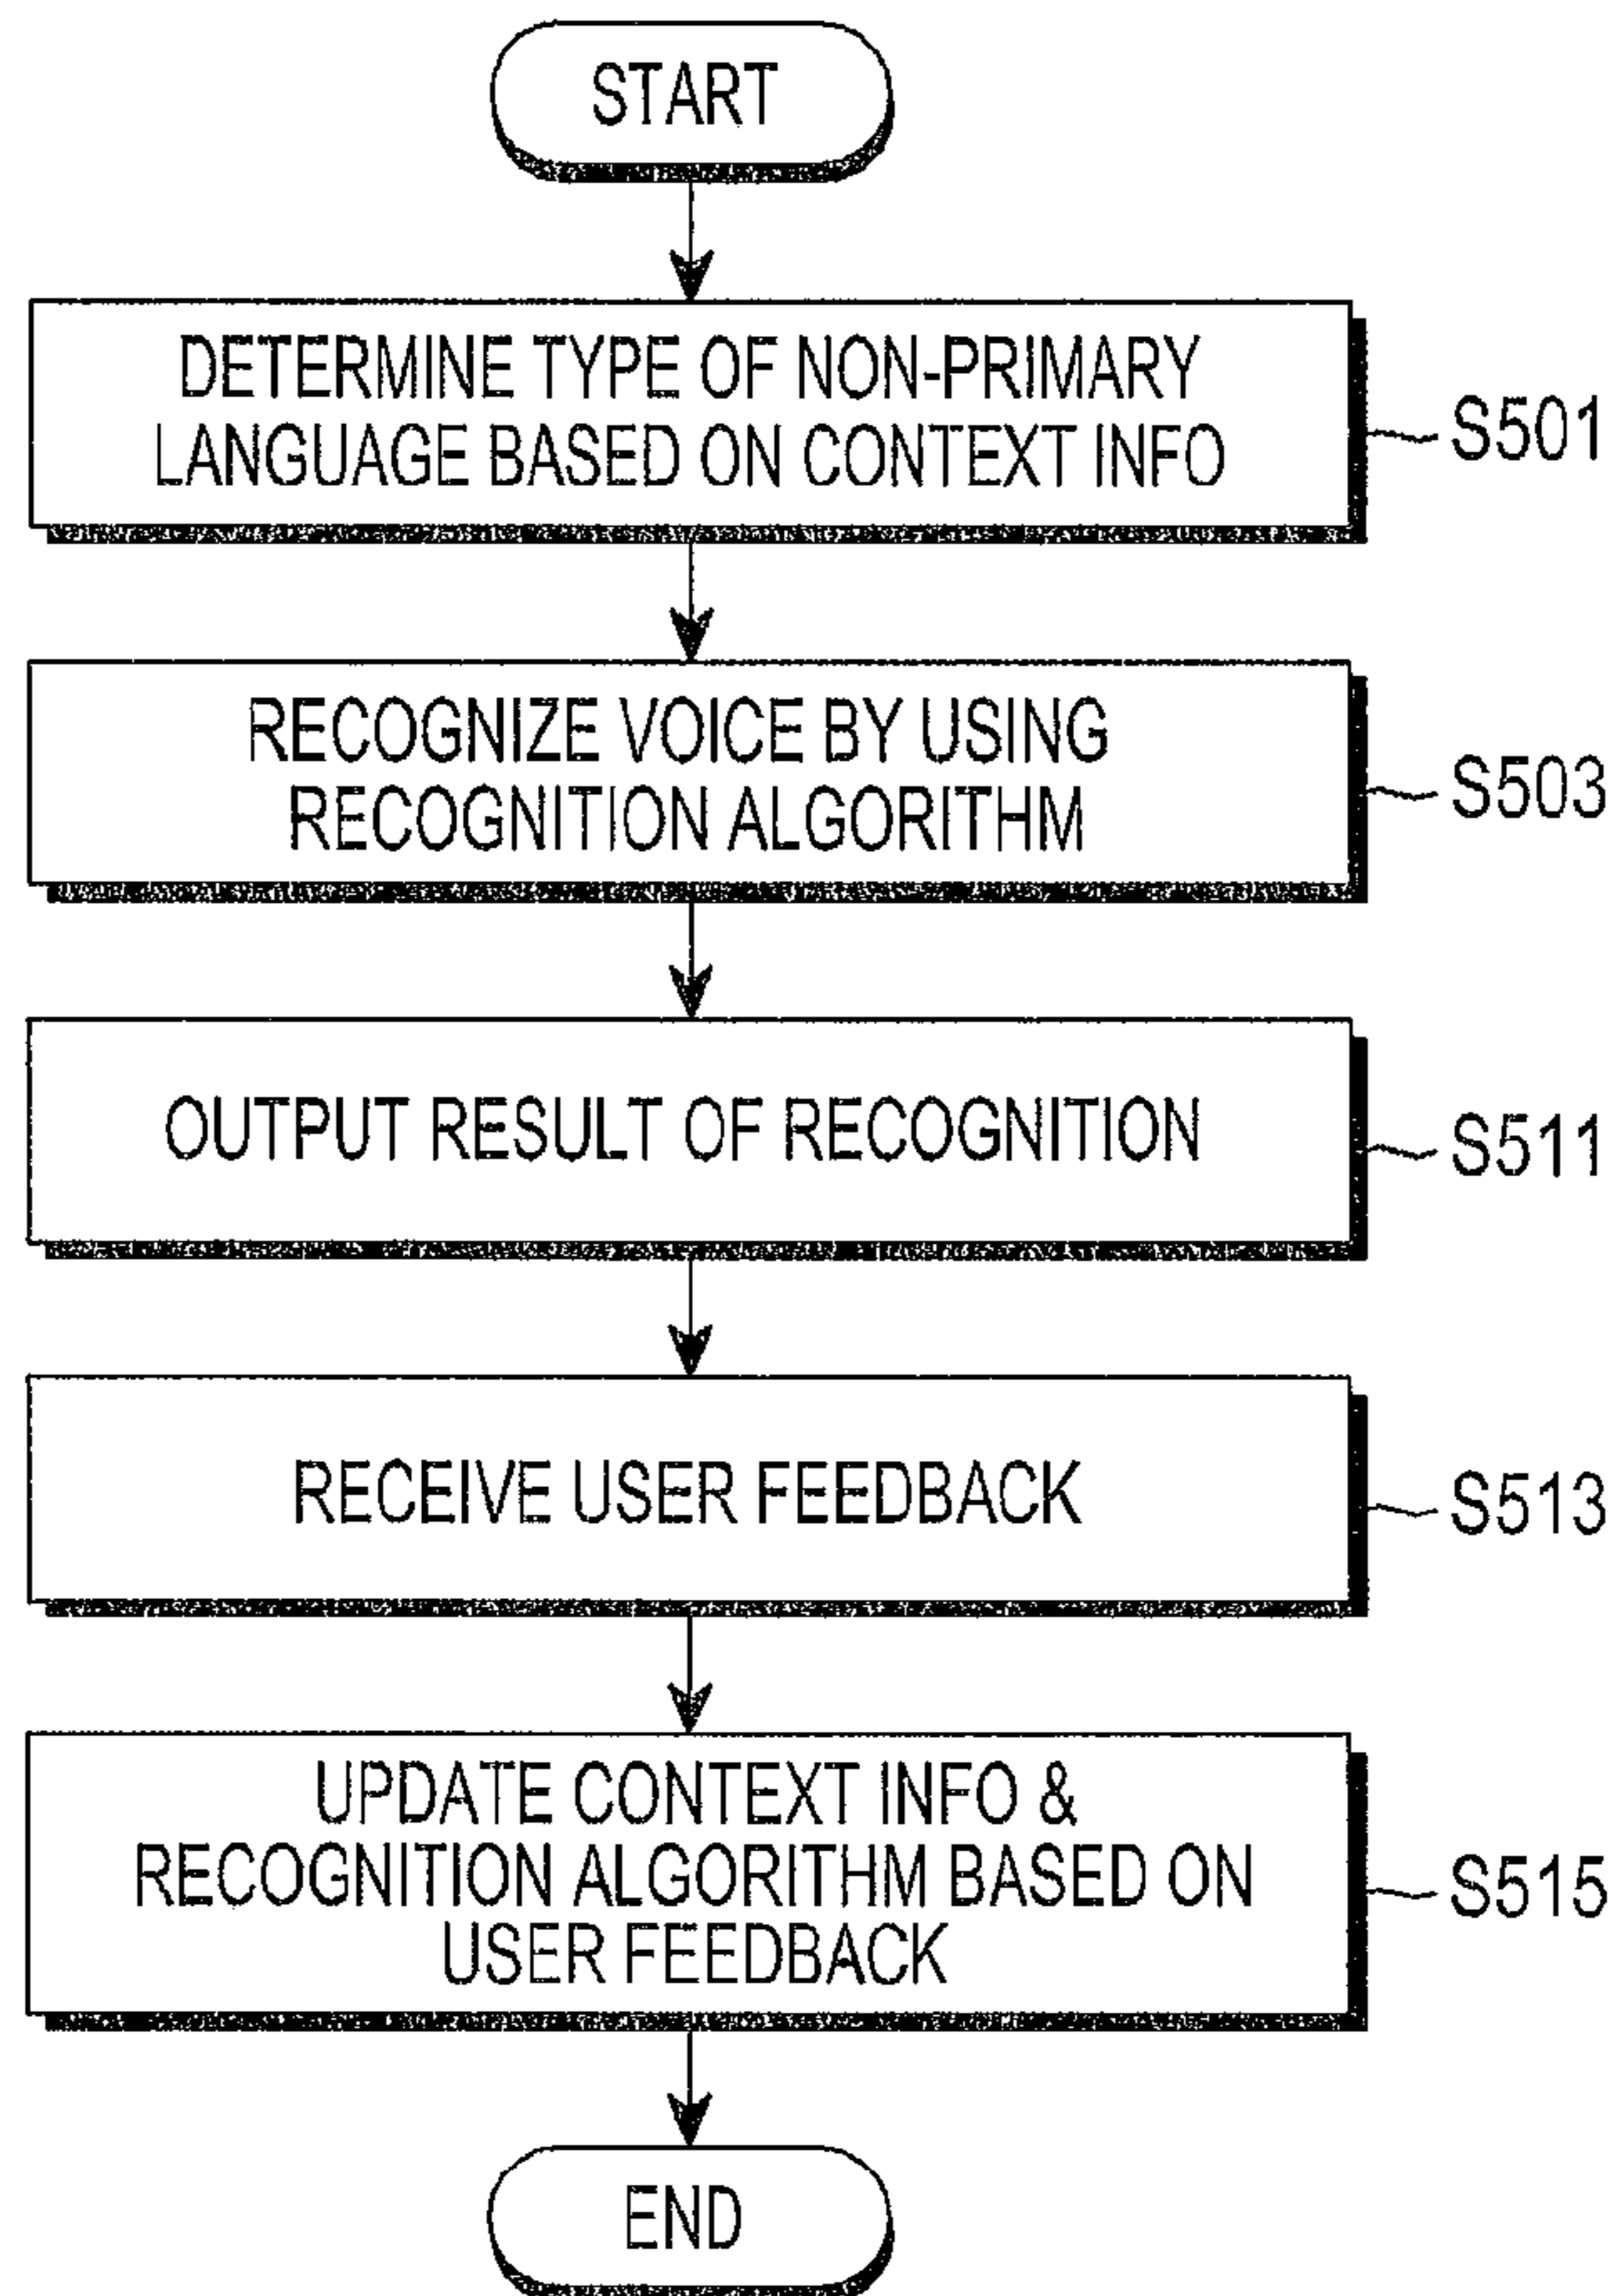 START
DETERMINE TYPE OF NON-PRIMARY
LANGUAGE BASED ON CONTEXT INFO
S501
RECOGNIZE VOICE BY USING
RECOGNITION ALGORITHM
S503
OUTPUT RESULT OF RECOGNITION
S511
RECEIVE USER FEEDBACK
S513
UPDATE CONTEXT INFO &
RECOGNITION ALGORITHM BASED ON
USER FEEDBACK
S515
END